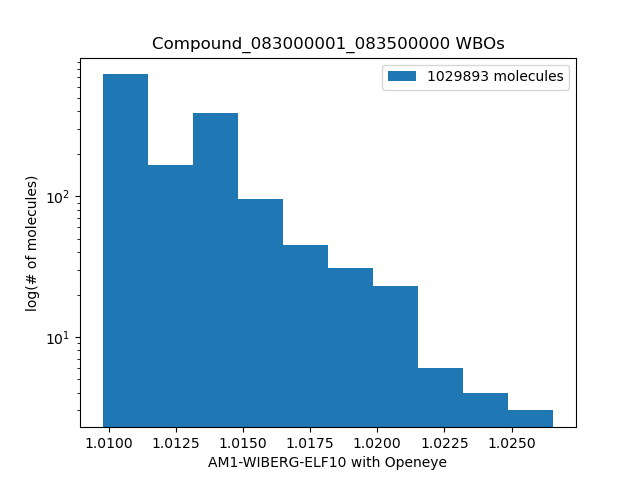 Compound_083000001_083500000 WBOs
1029893 molecules
log(# of molecules)
10²
10¹
1.0100 1.0125 1.0150 1.0175 1.0200 1.0225 1.0250
AM1-WIBERG-ELF10 with Openeye